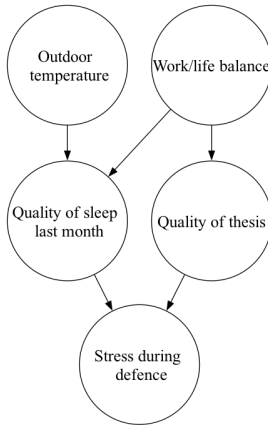 Outdoor
temperature
Work/life balance
Quality of sleep
last month
Quality of thesis
Stress during
defence